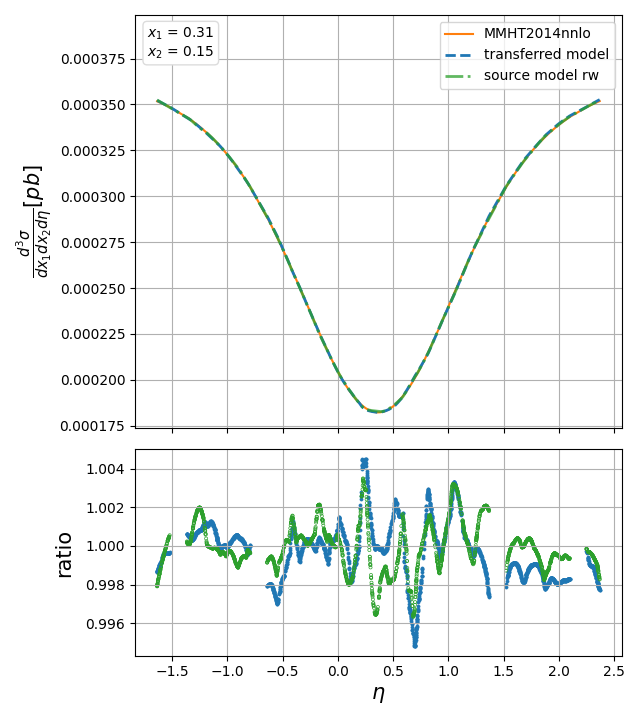 x₁ = 0.31
x₂ = 0.15
MMHT2014nnlo
transferred model
source model rw
d³σ
dx₁dx₂dη [pb]
0.000375
0.000350
0.000325
0.000300
0.000275
0.000250
0.000225
0.000200
0.000175
ratio
1.004
1.002
1.000
0.998
0.996
−1.5 −1.0 −0.5 0.0 0.5 1.0 1.5 2.0 2.5
η